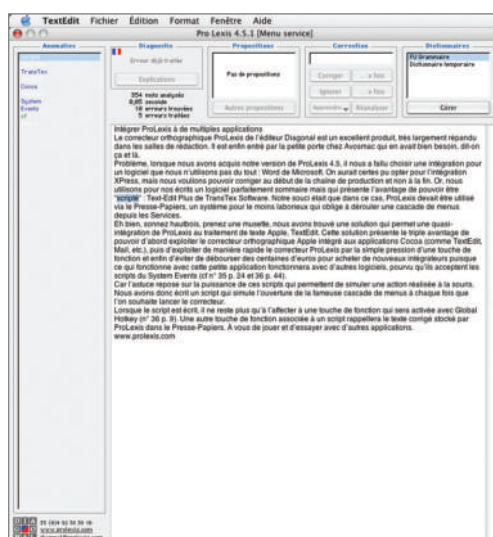 TextEdit Fichier Édition Format Fenêtre Aide
Pro Lexis 4.5.1 [Menu service]
Anomalies Diagnostic Propositions Correction Dictionnaires
TransTex
Cocoa
System
Events
cf
Erreur déjà traitée
Explications
354 mots analysés
0,05 seconde
10 erreurs trouvées
5 erreurs traitées
Pas de propositions
Autres propositions
Corriger ... x fois
Ignorer ... x fois
Apprendre Réanalyser
FU Grammaire
Dictionnaire temporaire
Gérer
Intégrer ProLexis à de multiples applications
Le correcteur orthographique ProLexis de l'éditeur Diagonal est un excellent produit, très largement répendu
dans les salles de rédaction. Il est enfin entré par la petite porte chez Avosmac qui en avait bien besoin, dit-on
ça et là.
Problème, lorsque nous avons acquis notre version de ProLexis 4.5, il nous a fallu choisir une intégration pour
un logiciel que nous n'utilisons pas du tout : Word de Microsoft. On aurait certes pu opter pour l'intégration
XPress, mais nous voulions pouvoir corriger au début de la chaîne de production et non à la fin. Or, nous
utilisons pour nos écrits un logiciel parfaitement sommaire mais qui présente l'avantage de pouvoir être
"scripté" : Text-Edit Plus de TransTex Software. Notre souci était que dans ce cas, ProLexis devait être utilisé
via le Presse-Papiers, un système pour le moins laborieux qui oblige à dérouler une cascade de menus
depuis les Services.
Eh bien, sonnez hautbois, prenez une musette, nous avons trouvé une solution qui permet une quasi-
intégration de ProLexis au traitement de texte Apple, TextEdit. Cette solution présente le triple avantage de
pouvoir d'abord exploiter le correcteur orthographique Apple intégré aux applications Cocoa (comme TextEdit,
Mail, etc.), puis d'exploiter de manière rapide le correcteur ProLexis par la simple pression d'une touche de
fonction et enfin d'éviter de débourser des centaines d'euros pour acheter de nouveaux intégrateurs puisque
ce qui fonctionne avec cette petite application fonctionnera avec d'autres logiciels, pourvu qu'ils acceptent les
scripts du System Events (cf n° 35 p. 24 et 36 p. 44).
Car l'astuce repose sur la puissance de ces scripts qui permettent de simuler une action réalisée à la souris.
Nous avons donc écrit un script qui simule l'ouverture de la fameuse cascade de menus à chaque fois que
l'on souhaite lancer le correcteur.
Lorsque le script est écrit, il ne reste plus qu'à l'affecter à une touche de fonction qui sera activée avec Global
Hotkey (n° 36 p. 9). Une autre touche de fonction associée à un script rappellera le texte corrigé stocké par
ProLexis dans le Presse-Papiers. À vous de jouer et d'essayer avec d'autres applications.
www.prolexis.com
www.prolexis.com